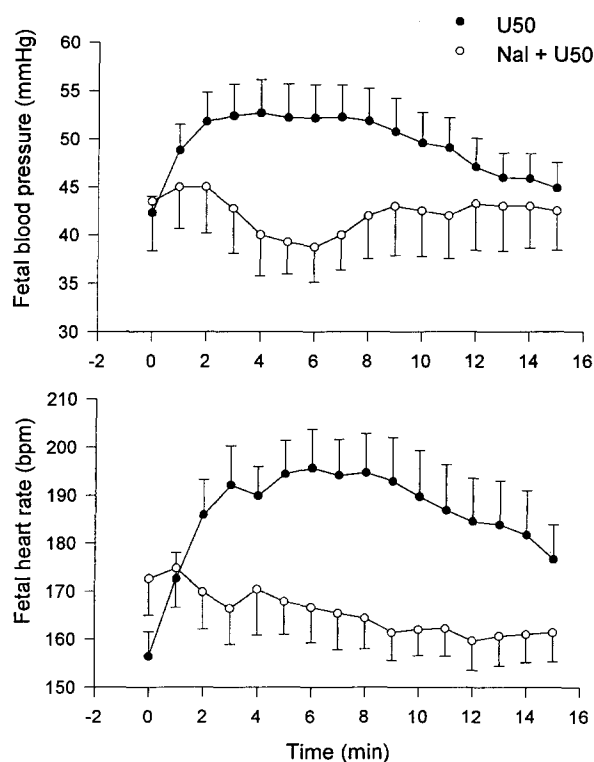 U50
Nal + U50
Fetal blood pressure (mmHg)
60
55
50
45
40
35
30
-2 0 2 4 6 8 10 12 14 16
Fetal heart rate (bpm)
210
200
190
180
170
160
150
-2 0 2 4 6 8 10 12 14 16
Time (min)